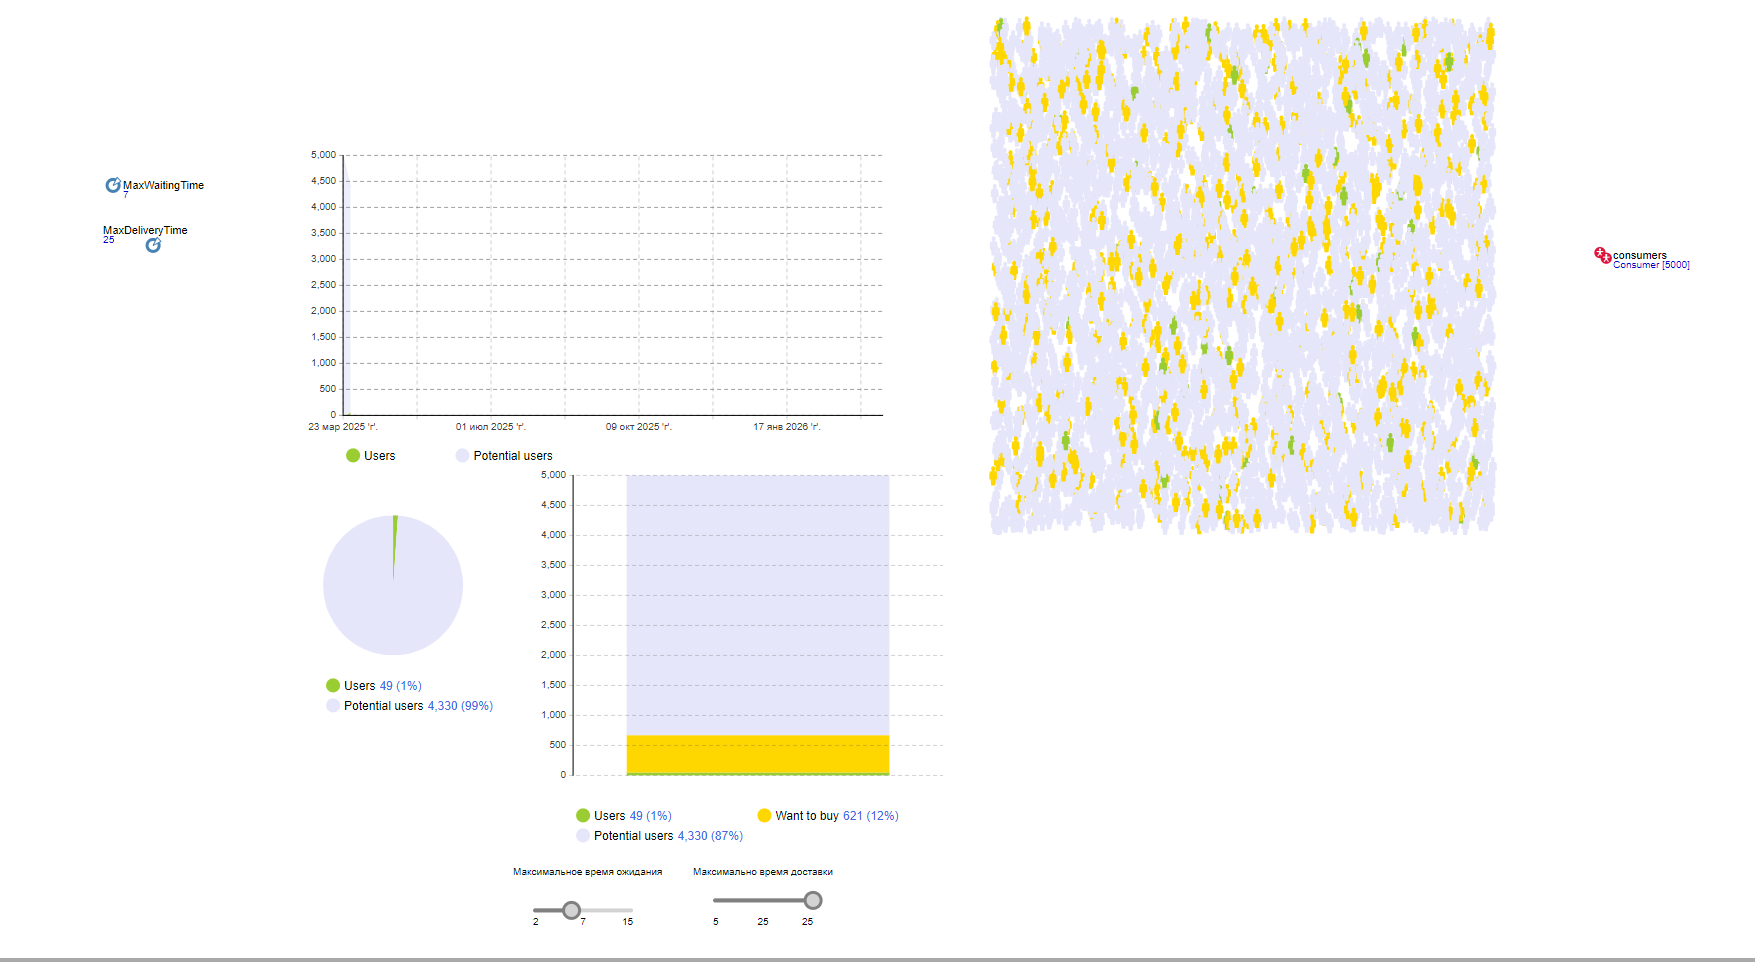 MaxWaitingTime
7
MaxDeliveryTime
25
5,000
4,500
4,000
3,500
3,000
2,500
2,000
1,500
1,000
500
0
23 мар 2025 'г'.
01 июл 2025 'г'.
09 окт 2025 'г'.
17 янв 2026 'г'.
Users
Potential users
consumers
Consumer [5000]
Users 49 (1%)
Potential users 4,330 (99%)
5,000
4,500
4,000
3,500
3,000
2,500
2,000
1,500
1,000
500
0
Users 49 (1%)
Want to buy 621 (12%)
Potential users 4,330 (87%)
Максимальное время ожидания
2 7 15
Максимально время доставки
5 25 25